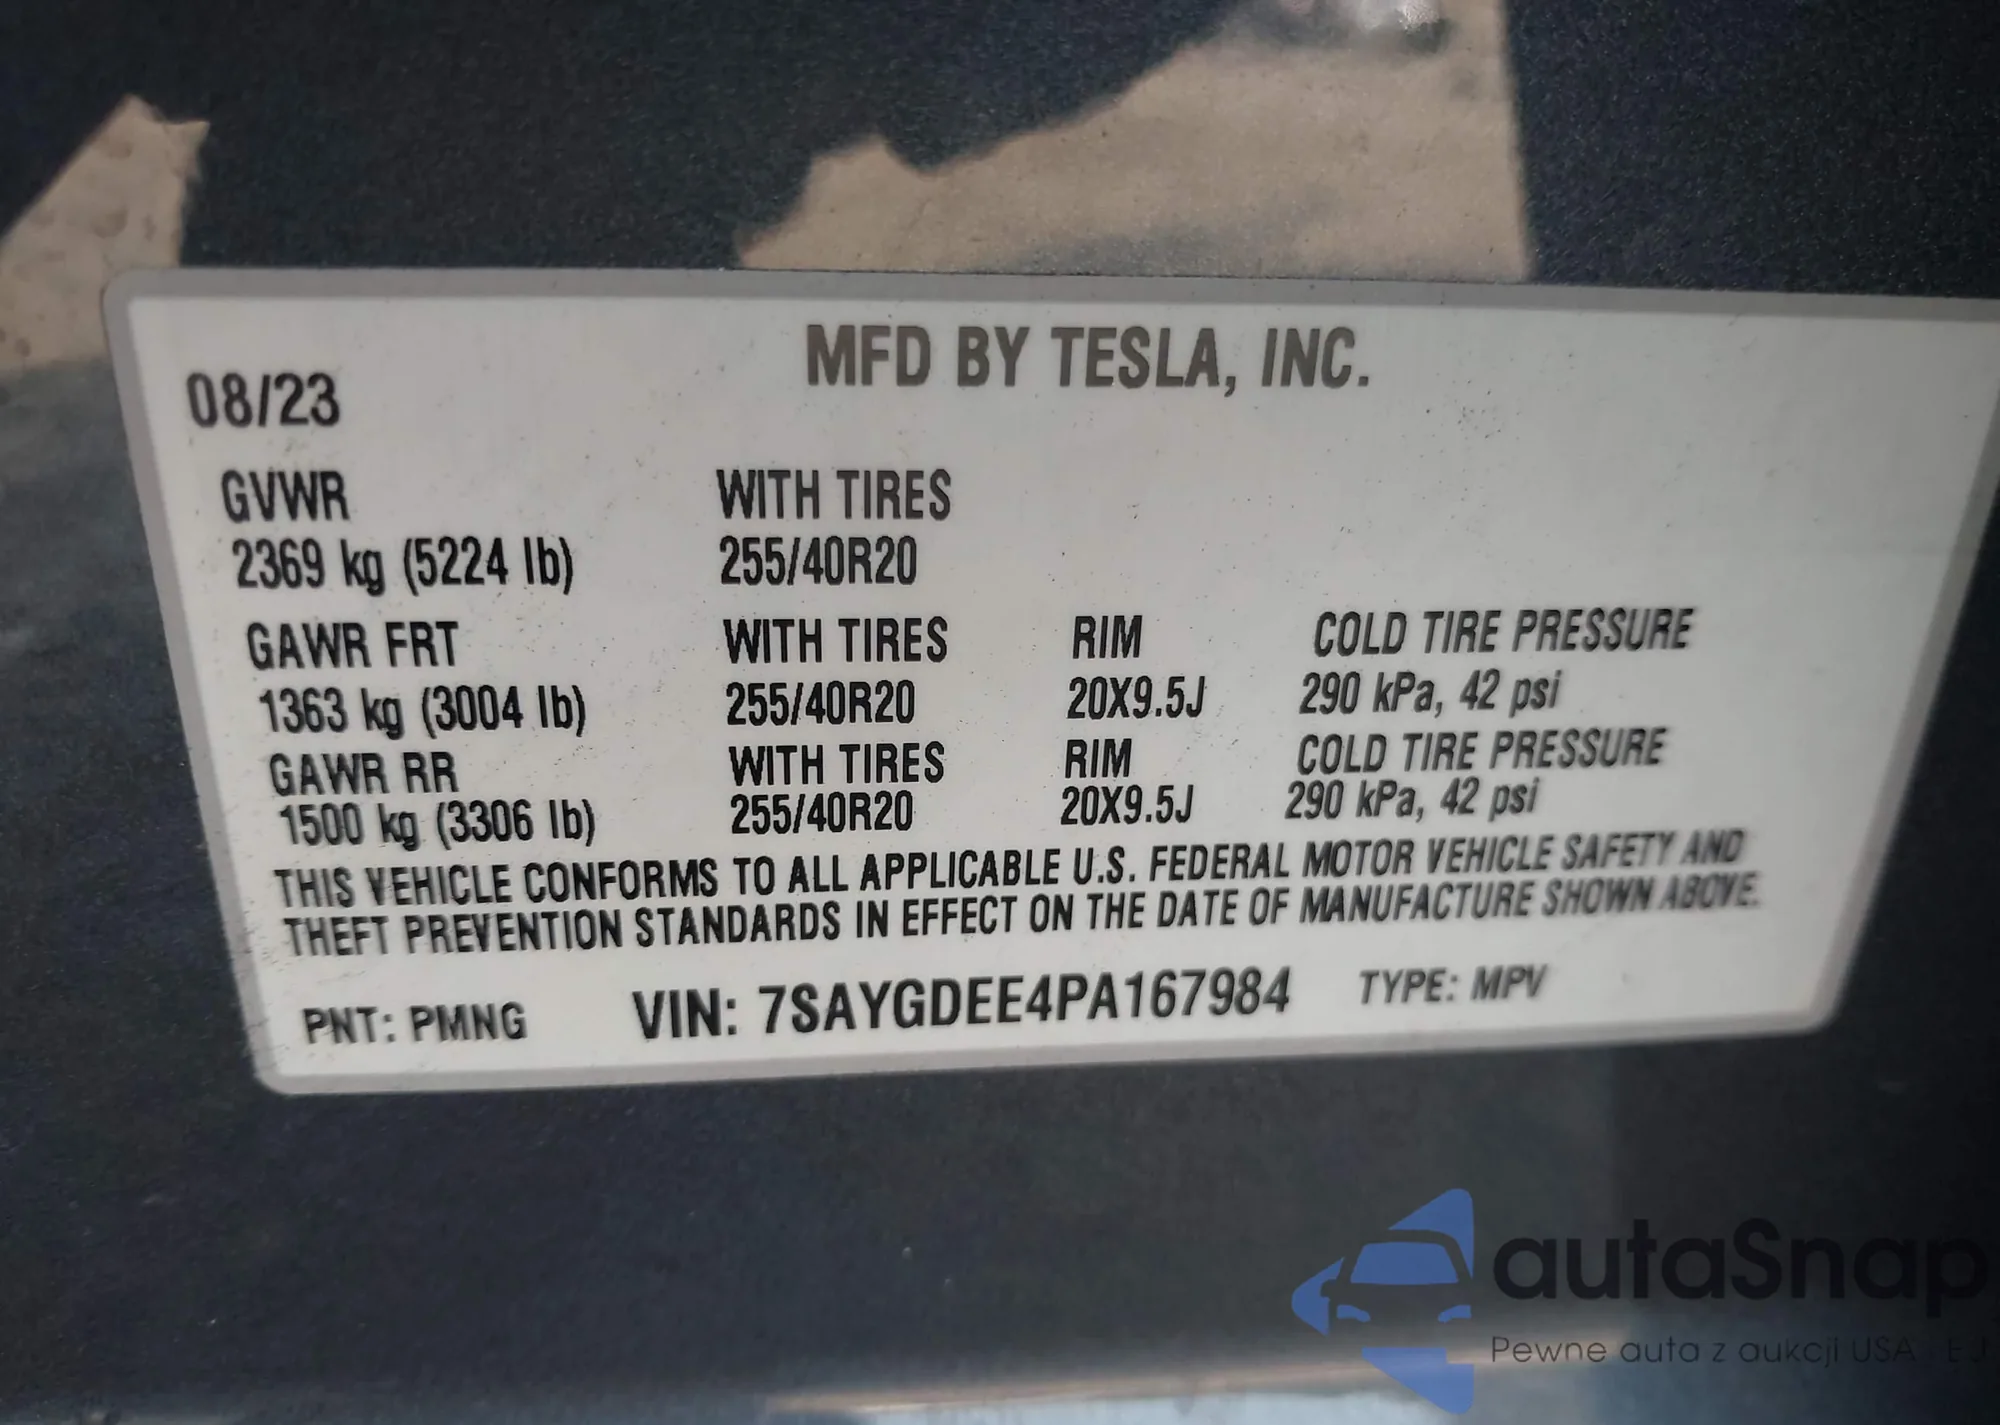 MFD BY TESLA, INC.
08/23
GVWR WITH TIRES
2369 kg (5224 lb) 255/40R20
GAWR FRT WITH TIRES RIM COLD TIRE PRESSURE
1363 kg (3004 lb) 255/40R20 20X9.5J 290 kPa, 42 psi
GAWR RR WITH TIRES RIM COLD TIRE PRESSURE
1500 kg (3306 lb) 255/40R20 20X9.5J 290 kPa, 42 psi
THIS VEHICLE CONFORMS TO ALL APPLICABLE U.S. FEDERAL MOTOR VEHICLE SAFETY AND
THEFT PREVENTION STANDARDS IN EFFECT ON THE DATE OF MANUFACTURE SHOWN ABOVE.
PNT: PMNG VIN: 7SAYGDEE4PA167984 TYPE: MPV
autaSnap
Pewne auta z aukcji USA